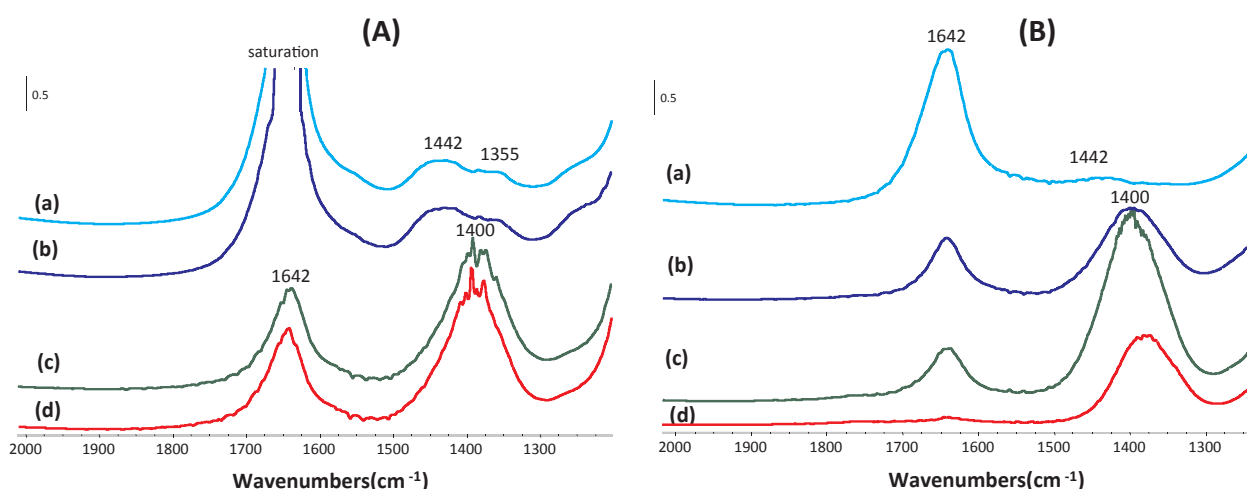 (A)
saturation
0.5
1442
1355
(a)
(b)
1400
1642
(c)
(d)
2000 1900 1800 1700 1600 1500 1400 1300
Wavenumbers(cm -1)
(B)
1642
0.5
1442
(a)
1400
(b)
(c)
(d)
2000 1900 1800 1700 1600 1500 1400 1300
Wavenumbers(cm -1)